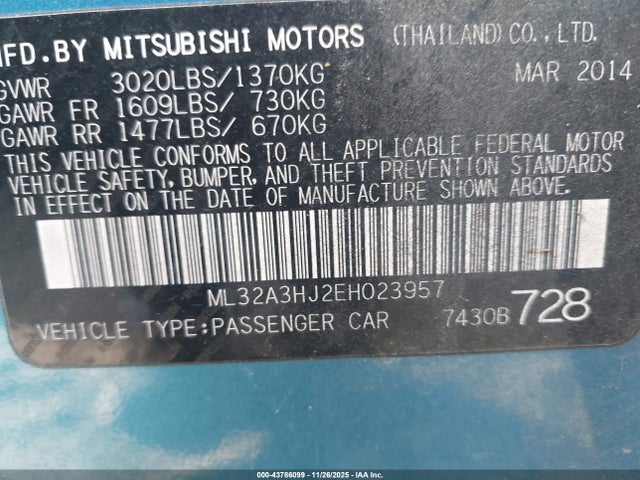 MFD.BY MITSUBISHI MOTORS (THAILAND)CO.,LTD.
GVWR 3020LBS/1370KG MAR 2014
GAWR FR 1609LBS/ 730KG
GAWR RR 1477LBS/ 670KG
THIS VEHICLE CONFORMS TO ALL APPLICABLE FEDERAL MOTOR
VEHICLE SAFETY, BUMPER, AND THEFT PREVENTION STANDARDS
IN EFFECT ON THE DATE OF MANUFACTURE SHOWN ABOVE.
ML32A3HJ2EH023957
VEHICLE TYPE:PASSENGER CAR 7430B 728
000-43786099 | 11/26/2025 | IAA Corp.